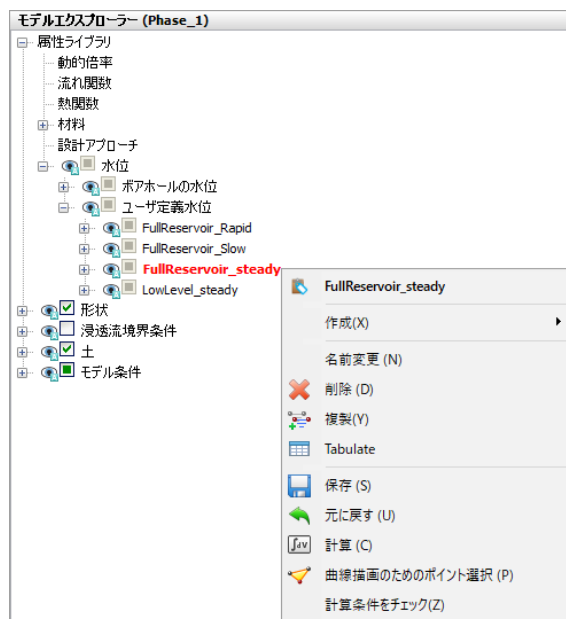 モデルエクスプローラー (Phase_1)
属性ライブラリ
動的倍率
流れ関数
熱関数
材料
設計アプローチ
水位
ボアホールの水位
ユーザ定義水位
FullReservoir_Rapid
FullReservoir_Slow
FullReservoir_steady
LowLevel_steady
形状
浸透流境界条件
土
モデル条件
FullReservoir_steady
作成(X)
名前変更 (N)
削除 (D)
複製(Y)
Tabulate
保存 (S)
元に戻す (U)
∫dV 計算 (C)
曲線描画のためのポイント選択 (P)
計算条件をチェック(Z)